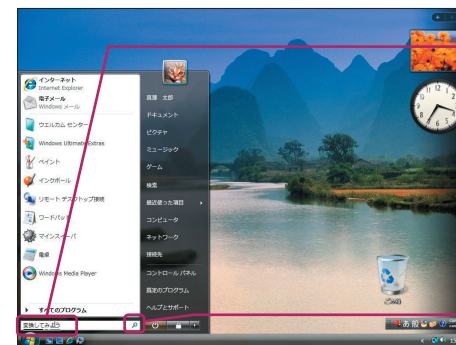 インターネット
Internet Explorer
電子メール
Windows メール
ウエルカム センター
Windows Ultimate Extras
ペイント
インクボール
リモート デスクトップ接続
ワードパッド
マインスイーパ
電卓
Windows Media Player
すべてのプログラム
変換してみよう
ドキュメント
ピクチャ
ミュージック
ゲーム
検索
最近使った項目
コンピュータ
ネットワーク
接続先
コントロール パネル
既定のプログラム
ヘルプとサポート
ごみ箱
あ 般